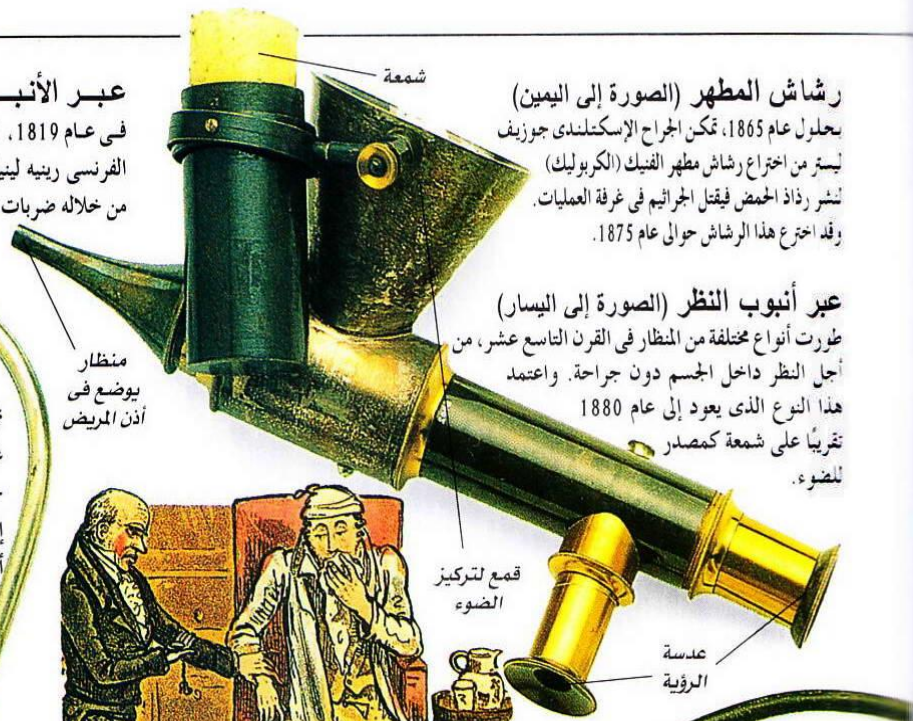 رشاش المطهر (الصورة إلى اليمين)
بحلول عام 1865، تمكن الجراح الإسكتلندى جوزيف
ليستر من اختراع رشاش مطهر الفنيك (الكربوليك)
لنشر رذاذ الحمض فيقتل الجراثيم فى غرفة العمليات.
وقد اخترع هذا الرشاش حوالى عام 1875.
عبر أنبوب النظر (الصورة إلى اليسار)
طورت أنواع مختلفة من المنظار فى القرن التاسع عشر، من
أجل النظر داخل الجسم دون جراحة. واعتمد
هذا النوع الذى يعود إلى عام 1880
تقريبًا على شمعة كمصدر
للضوء.
شمعة
منظار
يوضع فى
أذن المريض
قمع لتركيز
الضوء
عدسة
الرؤية
عبر الأنبـ
فى عام 1819،
الفرنسى رينيه لينيـ
من خلاله ضربات